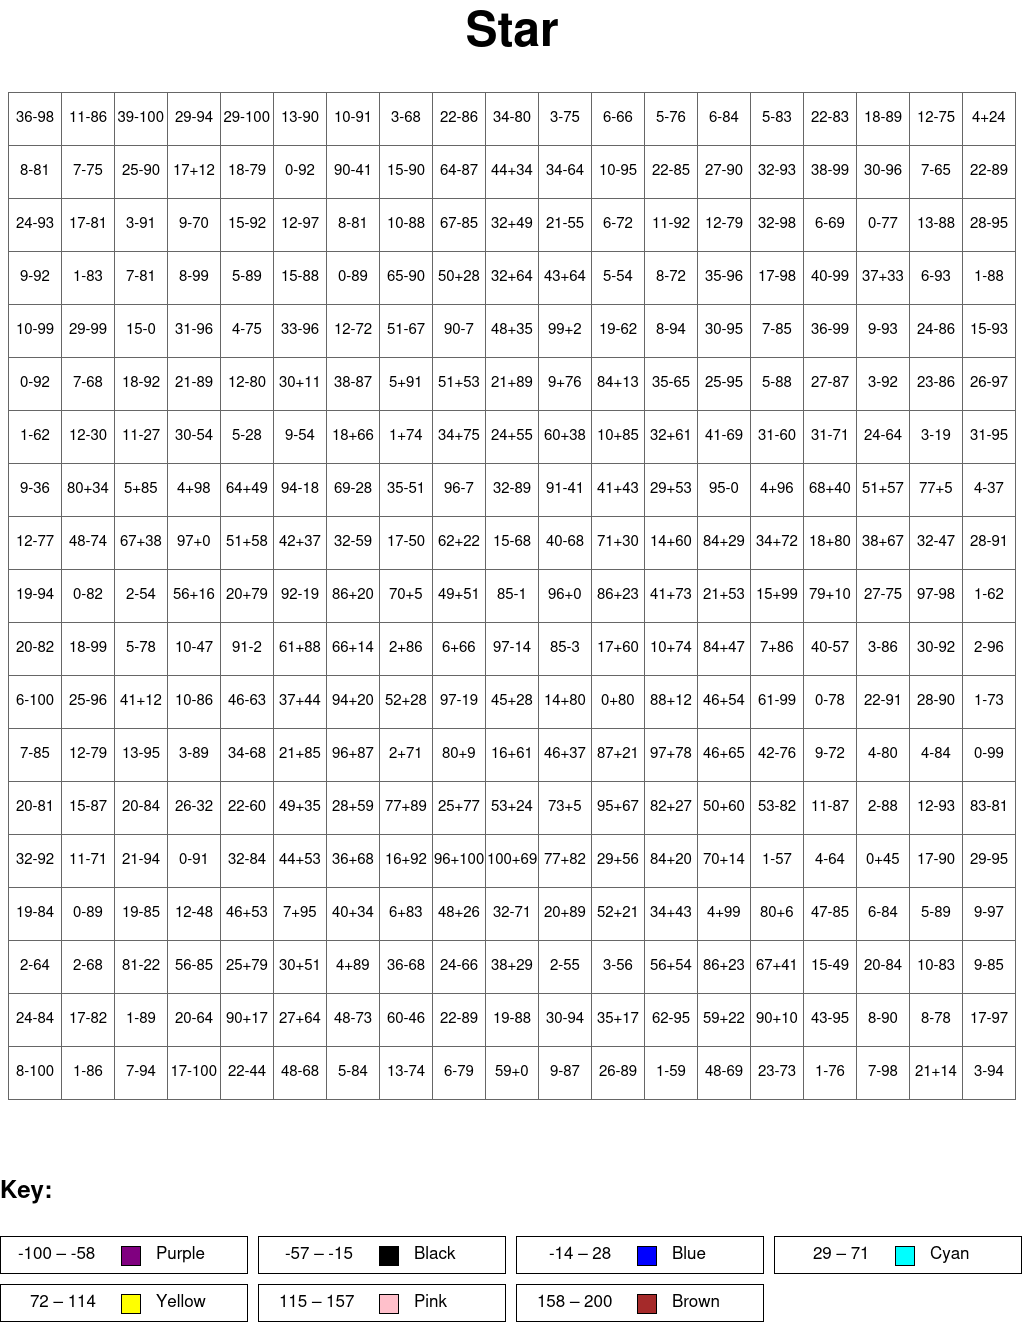 Star
36-98 11-86 39-100 29-94 29-100 13-90 10-91 3-68 22-86 34-80 3-75 6-66 5-76 6-84 5-83 22-83 18-89 12-75 4+24
8-81 7-75 25-90 17+12 18-79 0-92 90-41 15-90 64-87 44+34 34-64 10-95 22-85 27-90 32-93 38-99 30-96 7-65 22-89
24-93 17-81 3-91 9-70 15-92 12-97 8-81 10-88 67-85 32+49 21-55 6-72 11-92 12-79 32-98 6-69 0-77 13-88 28-95
9-92 1-83 7-81 8-99 5-89 15-88 0-89 65-90 50+28 32+64 43+64 5-54 8-72 35-96 17-98 40-99 37+33 6-93 1-88
10-99 29-99 15-0 31-96 4-75 33-96 12-72 51-67 90-7 48+35 99+2 19-62 8-94 30-95 7-85 36-99 9-93 24-86 15-93
0-92 7-68 18-92 21-89 12-80 30+11 38-87 5+91 51+53 21+89 9+76 84+13 35-65 25-95 5-88 27-87 3-92 23-86 26-97
1-62 12-30 11-27 30-54 5-28 9-54 18+66 1+74 34+75 24+55 60+38 10+85 32+61 41-69 31-60 31-71 24-64 3-19 31-95
9-36 80+34 5+85 4+98 64+49 94-18 69-28 35-51 96-7 32-89 91-41 41+43 29+53 95-0 4+96 68+40 51+57 77+5 4-37
12-77 48-74 67+38 97+0 51+58 42+37 32-59 17-50 62+22 15-68 40-68 71+30 14+60 84+29 34+72 18+80 38+67 32-47 28-91
19-94 0-82 2-54 56+16 20+79 92-19 86+20 70+5 49+51 85-1 96+0 86+23 41+73 21+53 15+99 79+10 27-75 97-98 1-62
20-82 18-99 5-78 10-47 91-2 61+88 66+14 2+86 6+66 97-14 85-3 17+60 10+74 84+47 7+86 40-57 3-86 30-92 2-96
6-100 25-96 41+12 10-86 46-63 37+44 94+20 52+28 97-19 45+28 14+80 0+80 88+12 46+54 61-99 0-78 22-91 28-90 1-73
7-85 12-79 13-95 3-89 34-68 21+85 96+87 2+71 80+9 16+61 46+37 87+21 97+78 46+65 42-76 9-72 4-80 4-84 0-99
20-81 15-87 20-84 26-32 22-60 49+35 28+59 77+89 25+77 53+24 73+5 95+67 82+27 50+60 53-82 11-87 2-88 12-93 83-81
32-92 11-71 21-94 0-91 32-84 44+53 36+68 16+92 96+100 100+69 77+82 29+56 84+20 70+14 1-57 4-64 0+45 17-90 29-95
19-84 0-89 19-85 12-48 46+53 7+95 40+34 6+83 48+26 32-71 20+89 52+21 34+43 4+99 80+6 47-85 6-84 5-89 9-97
2-64 2-68 81-22 56-85 25+79 30+51 4+89 36-68 24-66 38+29 2-55 3-56 56+54 86+23 67+41 15-49 20-84 10-83 9-85
24-84 17-82 1-89 20-64 90+17 27+64 48-73 60-46 22-89 19-88 30-94 35+17 62-95 59+22 90+10 43-95 8-90 8-78 17-97
8-100 1-86 7-94 17-100 22-44 48-68 5-84 13-74 6-79 59+0 9-87 26-89 1-59 48-69 23-73 1-76 7-98 21+14 3-94
Key:
-100 – -58 Purple -57 – -15 Black -14 – 28 Blue 29 – 71 Cyan
72 – 114 Yellow 115 – 157 Pink 158 – 200 Brown